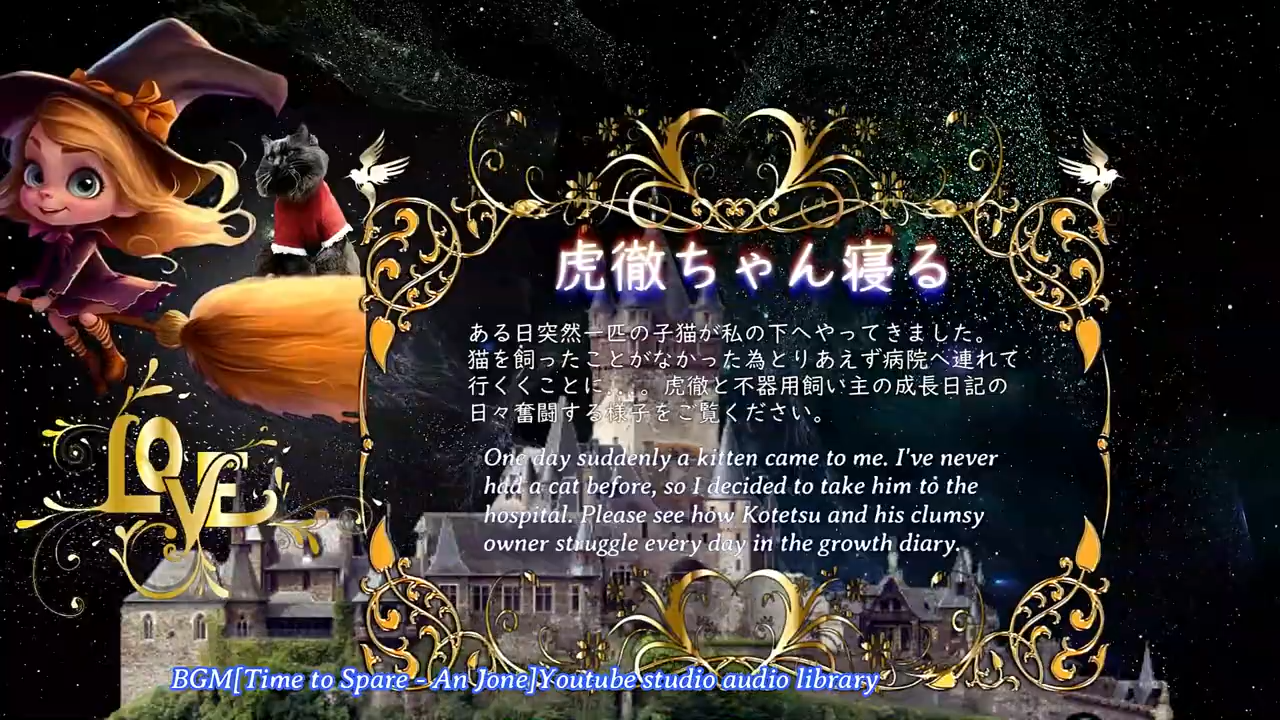 虎徹ちゃん寝る
ある日突然一匹の子猫が私の下へやってきました。
猫を飼ったことがなかった為とりあえず病院へ連れて
行くくことに...。虎徹と不器用飼い主の成長日記の
日々奮闘する様子をご覧ください。
One day suddenly a kitten came to me. I've never
had a cat before, so I decided to take him to the
hospital. Please see how Kotetsu and his clumsy
owner struggle every day in the growth diary.
LOVE
BGM[Time to Spare - An Jone]Youtube studio audio library